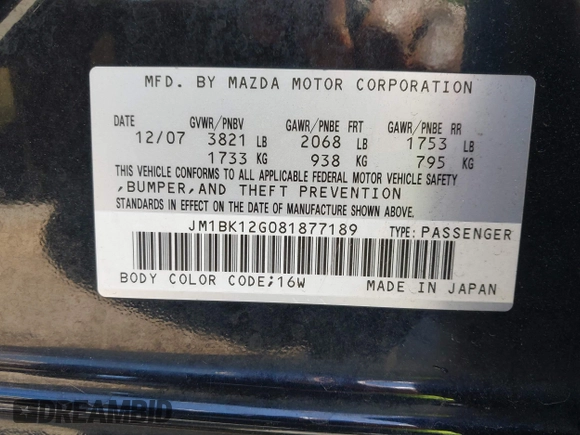 MFD. BY MAZDA MOTOR CORPORATION
DATE GVWR/PNBV GAWR/PNBE FRT GAWR/PNBE RR
12/07 3821 LB 2068 LB 1753 LB
1733 KG 938 KG 795 KG
THIS VEHICLE CONFORMS TO ALL APPLICABLE FEDERAL MOTOR VEHICLE SAFETY
,BUMPER,AND THEFT PREVENTION
STANDARDS IN EFFECT ON THE DATE OF MANUFACTURE SHOWN ABOVE.
JM1BK12G081877189 TYPE: PASSENGER
BODY COLOR CODE;16W MADE IN JAPAN
DREAMBID